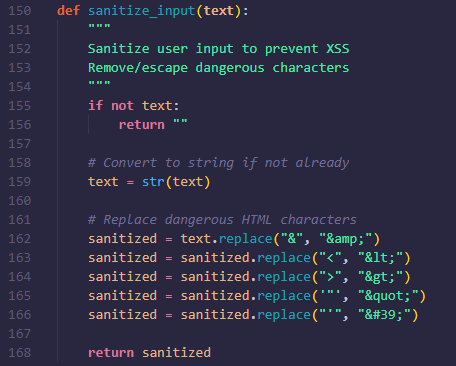 150 def sanitize_input(text):
151     """
152     Sanitize user input to prevent XSS
153     Remove/escape dangerous characters
154     """
155     if not text:
156         return ""
157
158     # Convert to string if not already
159     text = str(text)
160
161     # Replace dangerous HTML characters
162     sanitized = text.replace("&", "&amp;")
163     sanitized = sanitized.replace("<", "&lt;")
164     sanitized = sanitized.replace(">", "&gt;")
165     sanitized = sanitized.replace('"', "&quot;")
166     sanitized = sanitized.replace("'", "&#39;")
167
168     return sanitized